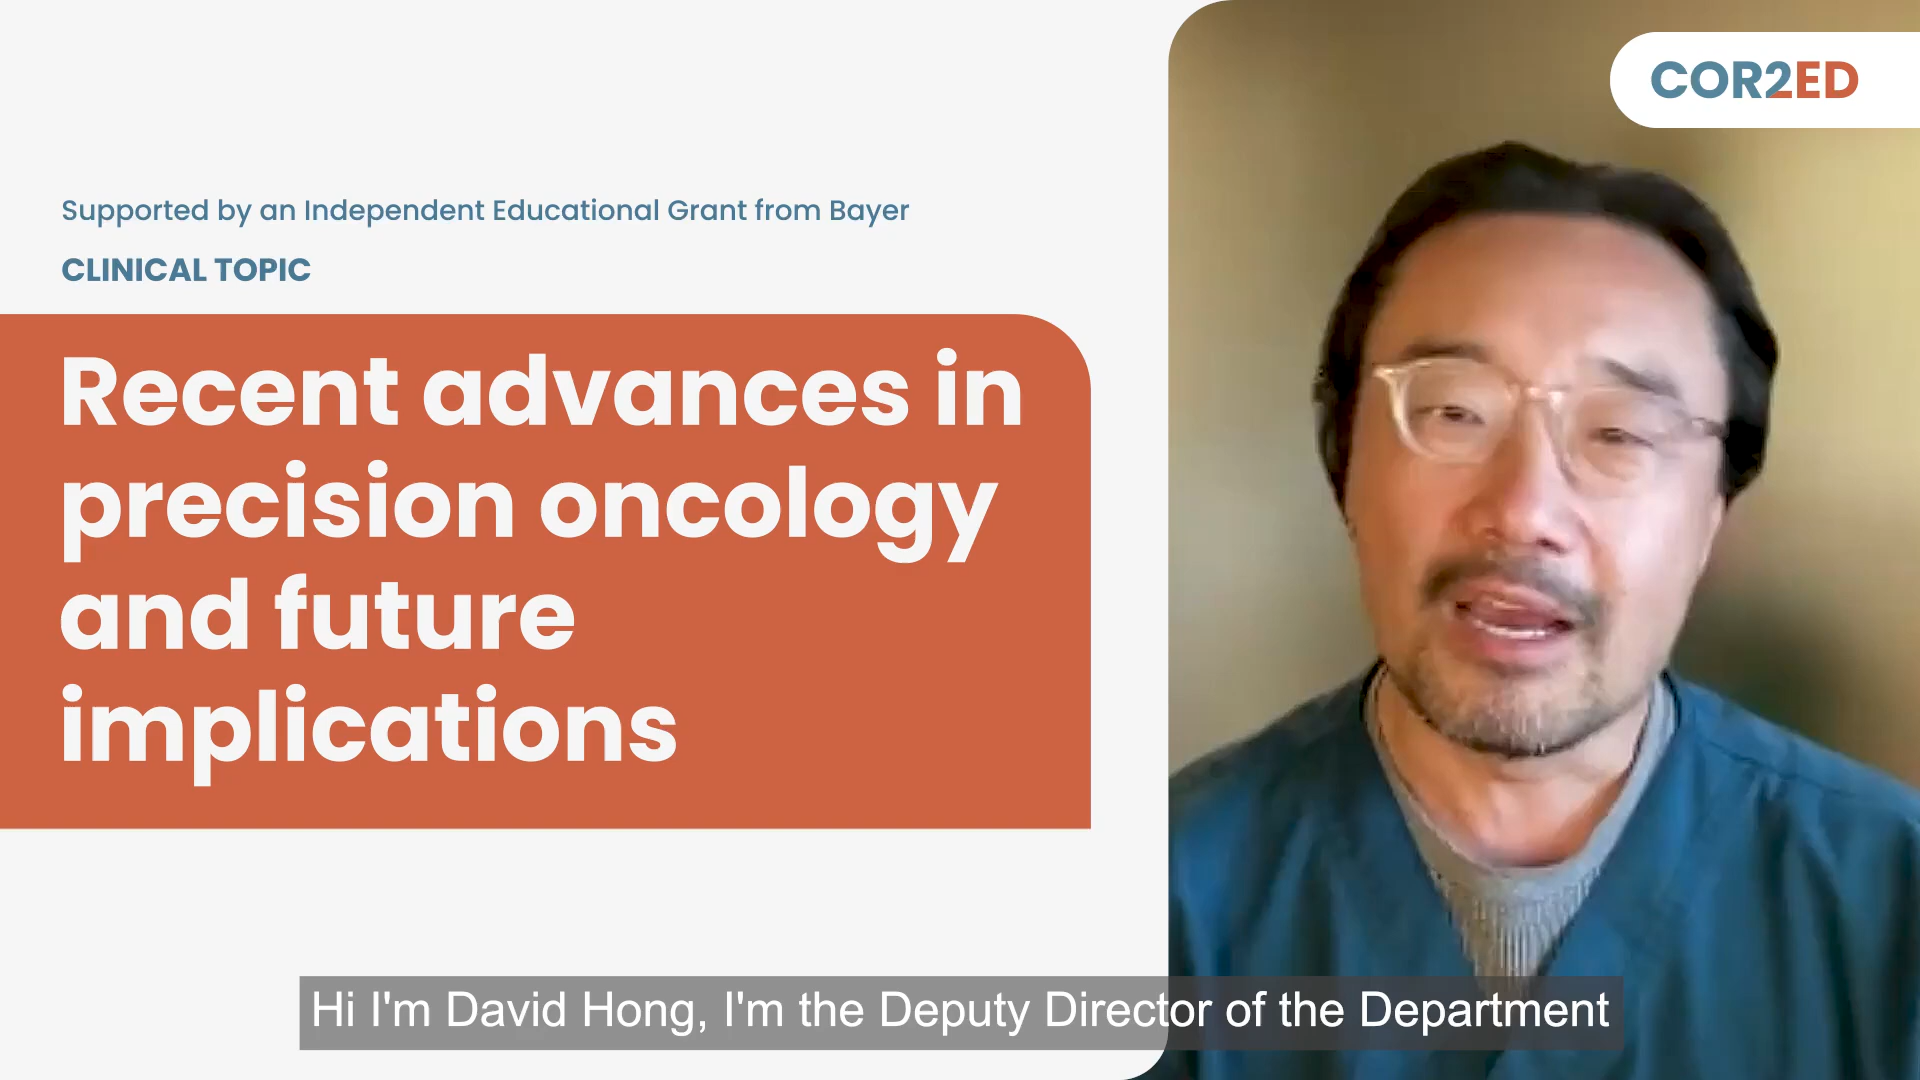 COR2ED
Supported by an Independent Educational Grant from Bayer
CLINICAL TOPIC
Recent advances in
precision oncology
and future
implications
Hi I'm David Hong, I'm the Deputy Director of the Department